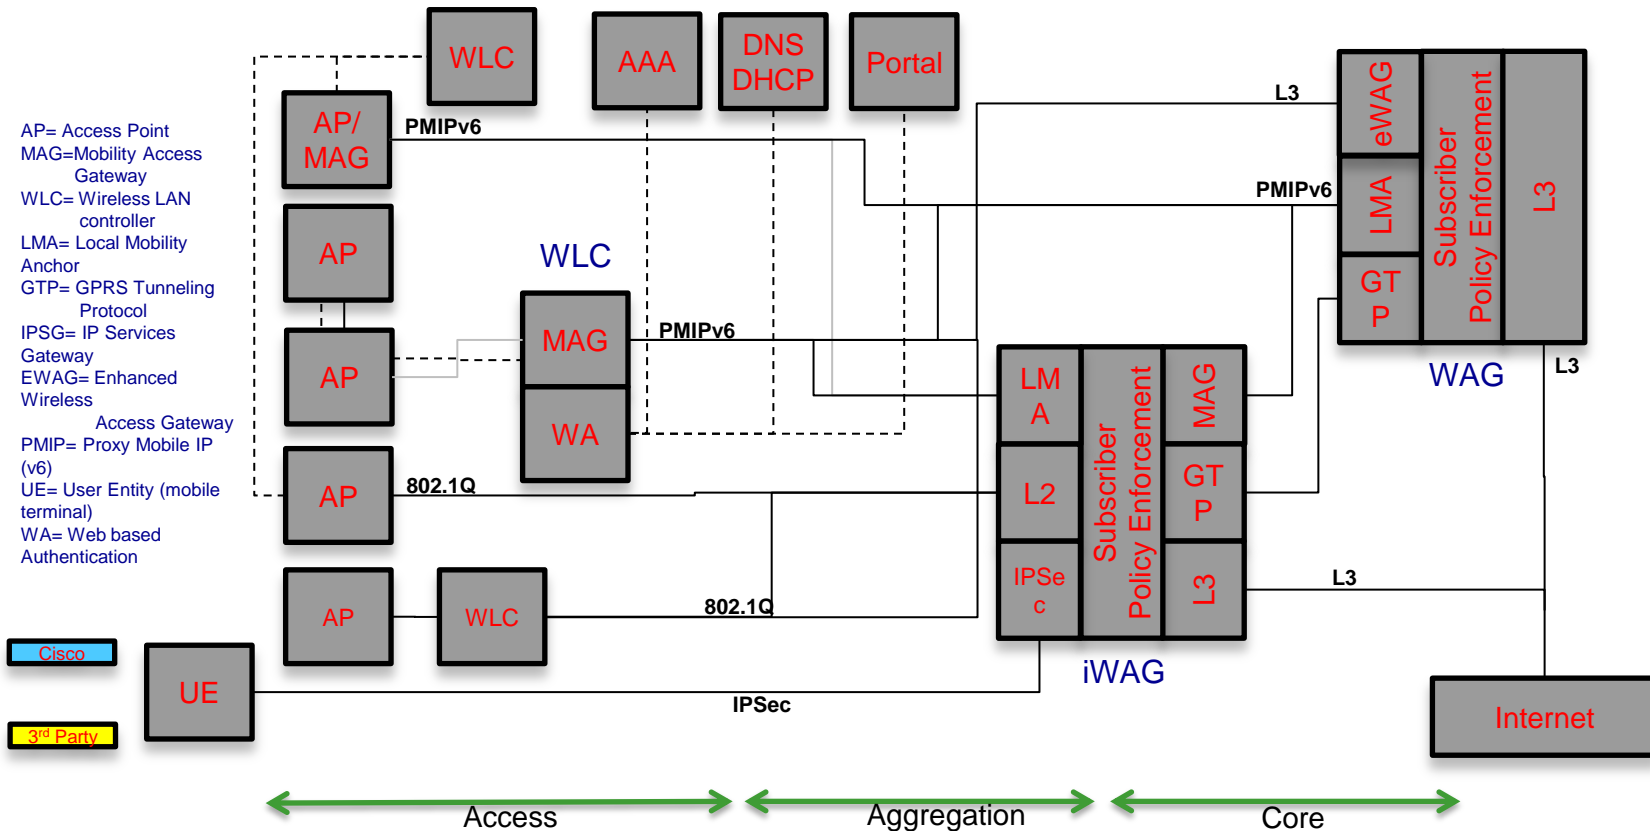 WLC
AAA
DNS
DHCP
Portal
AP/
MAG
PMIPv6
AP= Access Point
MAG=Mobility Access
Gateway
WLC= Wireless LAN
controller
LMA= Local Mobility
Anchor
GTP= GPRS Tunneling
Protocol
IPSG= IP Services
Gateway
EWAG= Enhanced
Wireless
Access Gateway
PMIP= Proxy Mobile IP
(v6)
UE= User Entity (mobile
terminal)
WA= Web based
Authentication
AP
AP
AP
802.1Q
AP
WLC
802.1Q
WLC
MAG
PMIPv6
WA
L3
PMIPv6
eWAG
LMA
GT
P
Subscriber
Policy Enforcement
L3
WAG
L3
LM
A
L2
IPSe
c
Subscriber
Policy Enforcement
MAG
GT
P
L3
iWAG
L3
Cisco
3rd Party
UE
IPSec
Internet
Access
Aggregation
Core